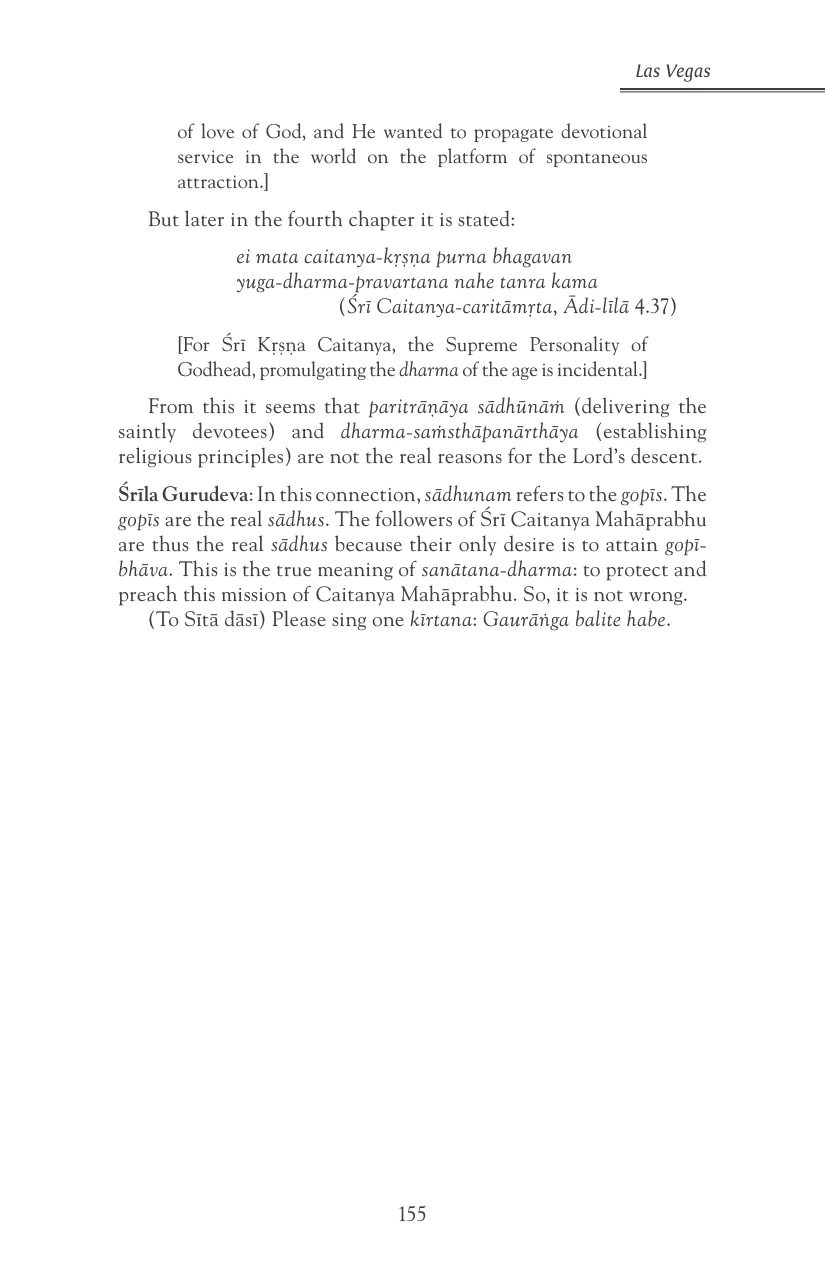 Las Vegas
of love of God, and He wanted to propagate devotional
service in the world on the platform of spontaneous
attraction.]
But later in the fourth chapter it is stated:
ei mata caitanya-kṛṣṇa purna bhagavan
yuga-dharma-pravartana nahe tanra kama
(Śrī Caitanya-caritāmṛta, Ādi-līlā 4.37)
[For Śrī Kṛṣṇa Caitanya, the Supreme Personality of
Godhead, promulgating the dharma of the age is incidental.]
From this it seems that paritrāṇāya sādhūnāṁ (delivering the
saintly devotees) and dharma-saṁsthāpanārthāya (establishing
religious principles) are not the real reasons for the Lord's descent.
Śrīla Gurudeva: In this connection, sādhunam refers to the gopīs. The
gopīs are the real sādhus. The followers of Śrī Caitanya Mahāprabhu
are thus the real sādhus because their only desire is to attain gopī-
bhāva. This is the true meaning of sanātana-dharma: to protect and
preach this mission of Caitanya Mahāprabhu. So, it is not wrong.
(To Sītā dāsī) Please sing one kīrtana: Gaurāṅga balite habe.
155